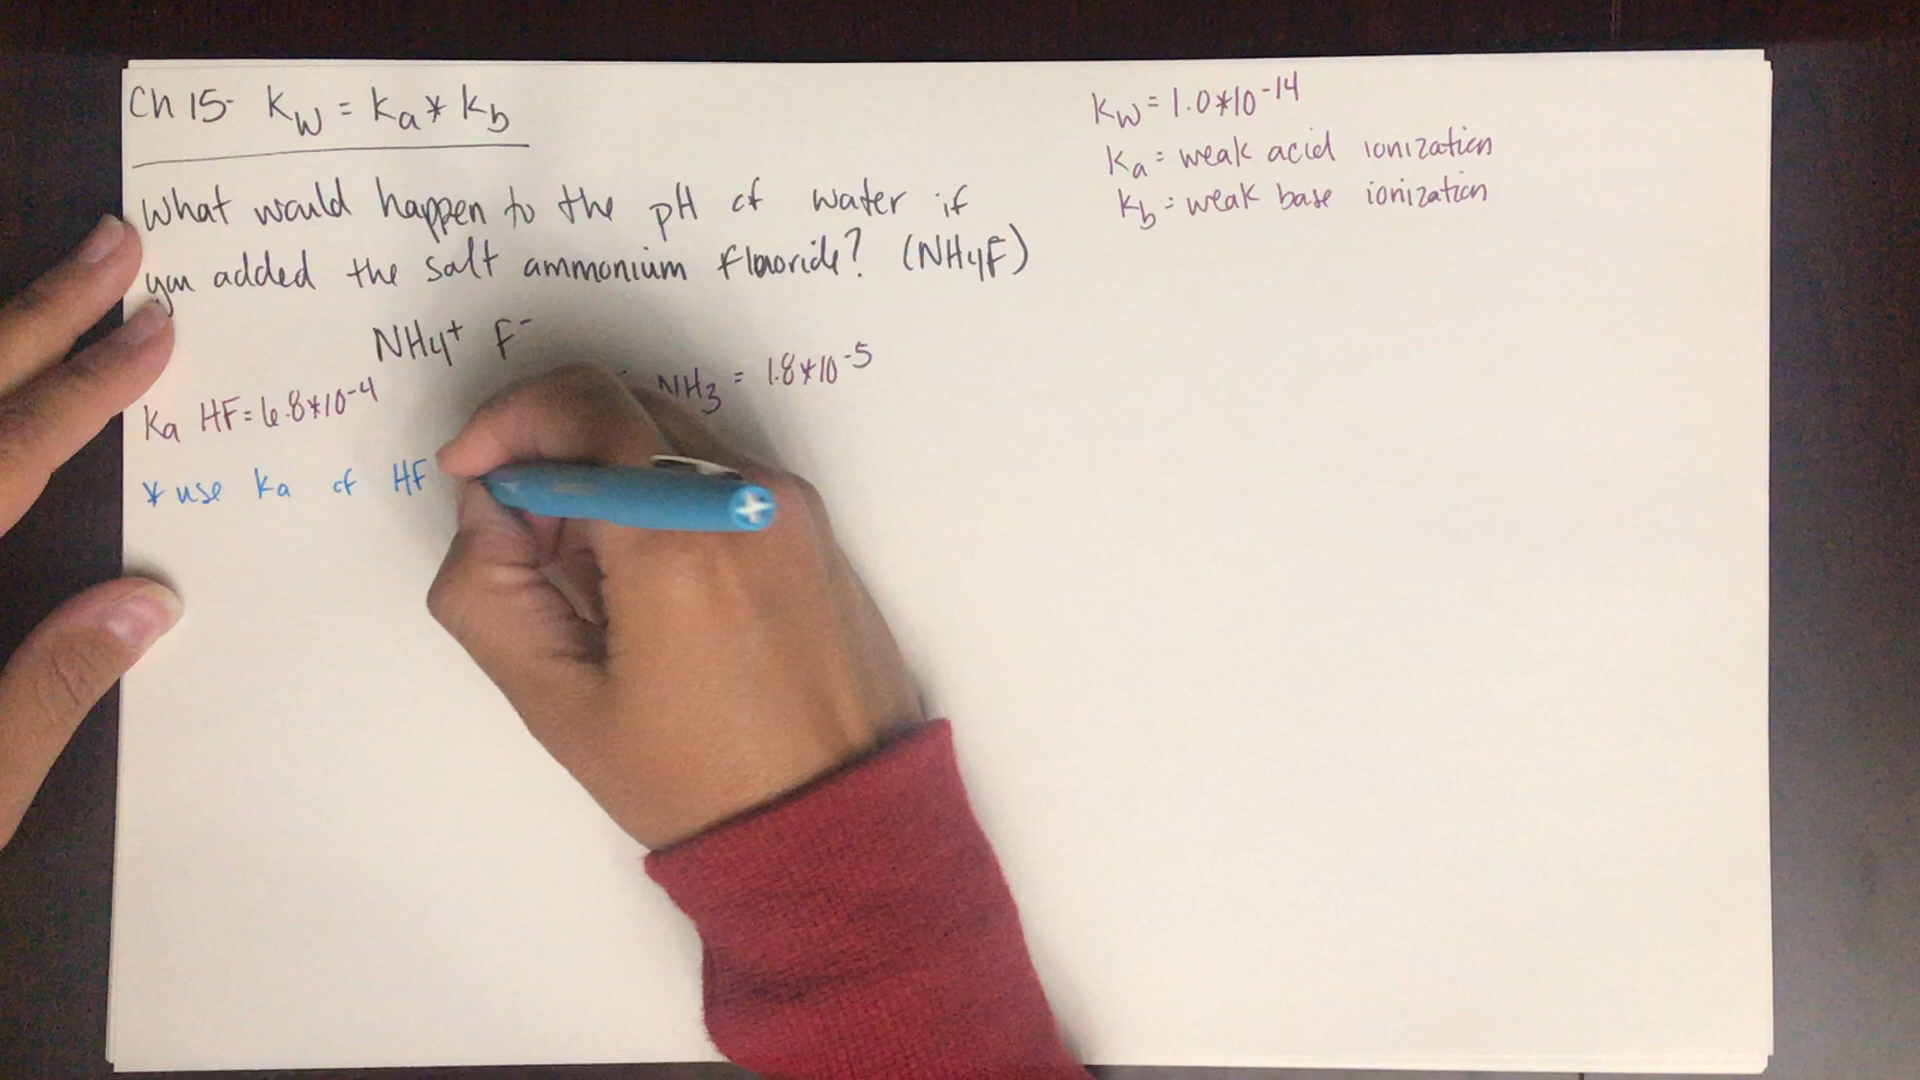 Ch 15- Kw = Ka * Kb
What would happen to the pH of water if
you added the salt ammonium fluoride? (NH4F)
NH4+ F-
Ka HF = 6.8*10-4
NH3 = 1.8*10-5
* use Ka of HF
Kw = 1.0*10-14
Ka = weak acid ionization
Kb = weak base ionization